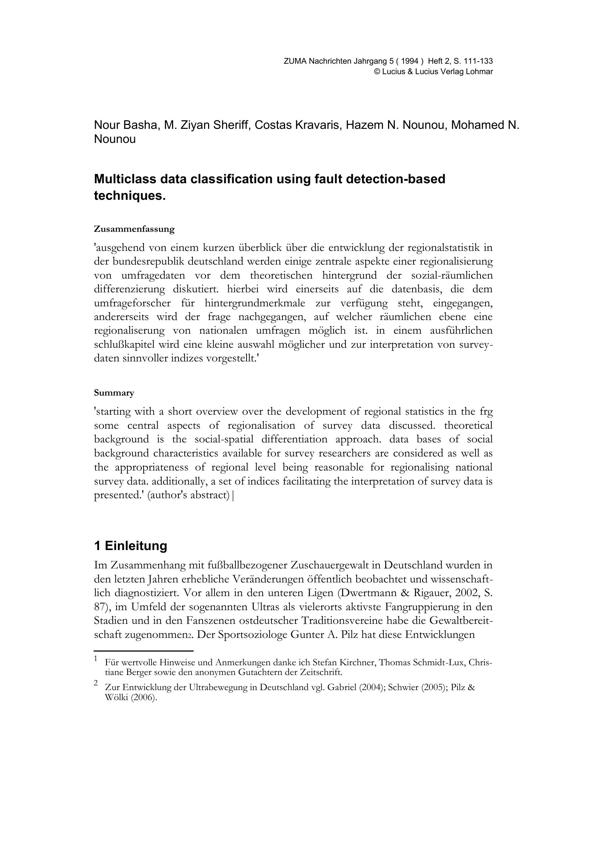 ZUMA Nachrichten Jahrgang 5 ( 1994 ) Heft 2, S. 111-133
© Lucius & Lucius Verlag Lohmar
Nour Basha, M. Ziyan Sheriff, Costas Kravaris, Hazem N. Nounou, Mohamed N.
Nounou
Multiclass data classification using fault detection-based
techniques.
Zusammenfassung
'ausgehend von einem kurzen überblick über die entwicklung der regionalstatistik in
der bundesrepublik deutschland werden einige zentrale aspekte einer regionalisierung
von umfragedaten vor dem theoretischen hintergrund der sozial-räumlichen
differenzierung diskutiert. hierbei wird einerseits auf die datenbasis, die dem
umfrageforscher für hintergrundmerkmale zur verfügung steht, eingegangen,
andererseits wird der frage nachgegangen, auf welcher räumlichen ebene eine
regionaliserung von nationalen umfragen möglich ist. in einem ausführlichen
schlußkapitel wird eine kleine auswahl möglicher und zur interpretation von survey-
daten sinnvoller indizes vorgestellt.'
Summary
'starting with a short overview over the development of regional statistics in the frg
some central aspects of regionalisation of survey data discussed. theoretical
background is the social-spatial differentiation approach. data bases of social
background characteristics available for survey researchers are considered as well as
the appropriateness of regional level being reasonable for regionalising national
survey data. additionally, a set of indices facilitating the interpretation of survey data is
presented.' (author's abstract)|
1 Einleitung
Im Zusammenhang mit fußballbezogener Zuschauergewalt in Deutschland wurden in
den letzten Jahren erhebliche Veränderungen öffentlich beobachtet und wissenschaft-
lich diagnostiziert. Vor allem in den unteren Ligen (Dwertmann & Rigauer, 2002, S.
87), im Umfeld der sogenannten Ultras als vielerorts aktivste Fangruppierung in den
Stadien und in den Fanszenen ostdeutscher Traditionsvereine habe die Gewaltbereit-
schaft zugenommen2. Der Sportsoziologe Gunter A. Pilz hat diese Entwicklungen
1 Für wertvolle Hinweise und Anmerkungen danke ich Stefan Kirchner, Thomas Schmidt-Lux, Chris-
tiane Berger sowie den anonymen Gutachtern der Zeitschrift.
2 Zur Entwicklung der Ultrabewegung in Deutschland vgl. Gabriel (2004); Schwier (2005); Pilz &
Wölki (2006).